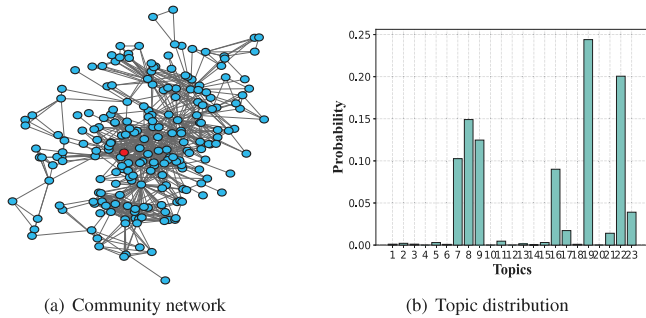 0.25
0.20
0.15
0.10
0.05
0.00
Probability
1 2 3 4 5 6 7 8 9 10 11 12 13 14 15 16 17 18 19 20 21 22 23
Topics
(a) Community network
(b) Topic distribution